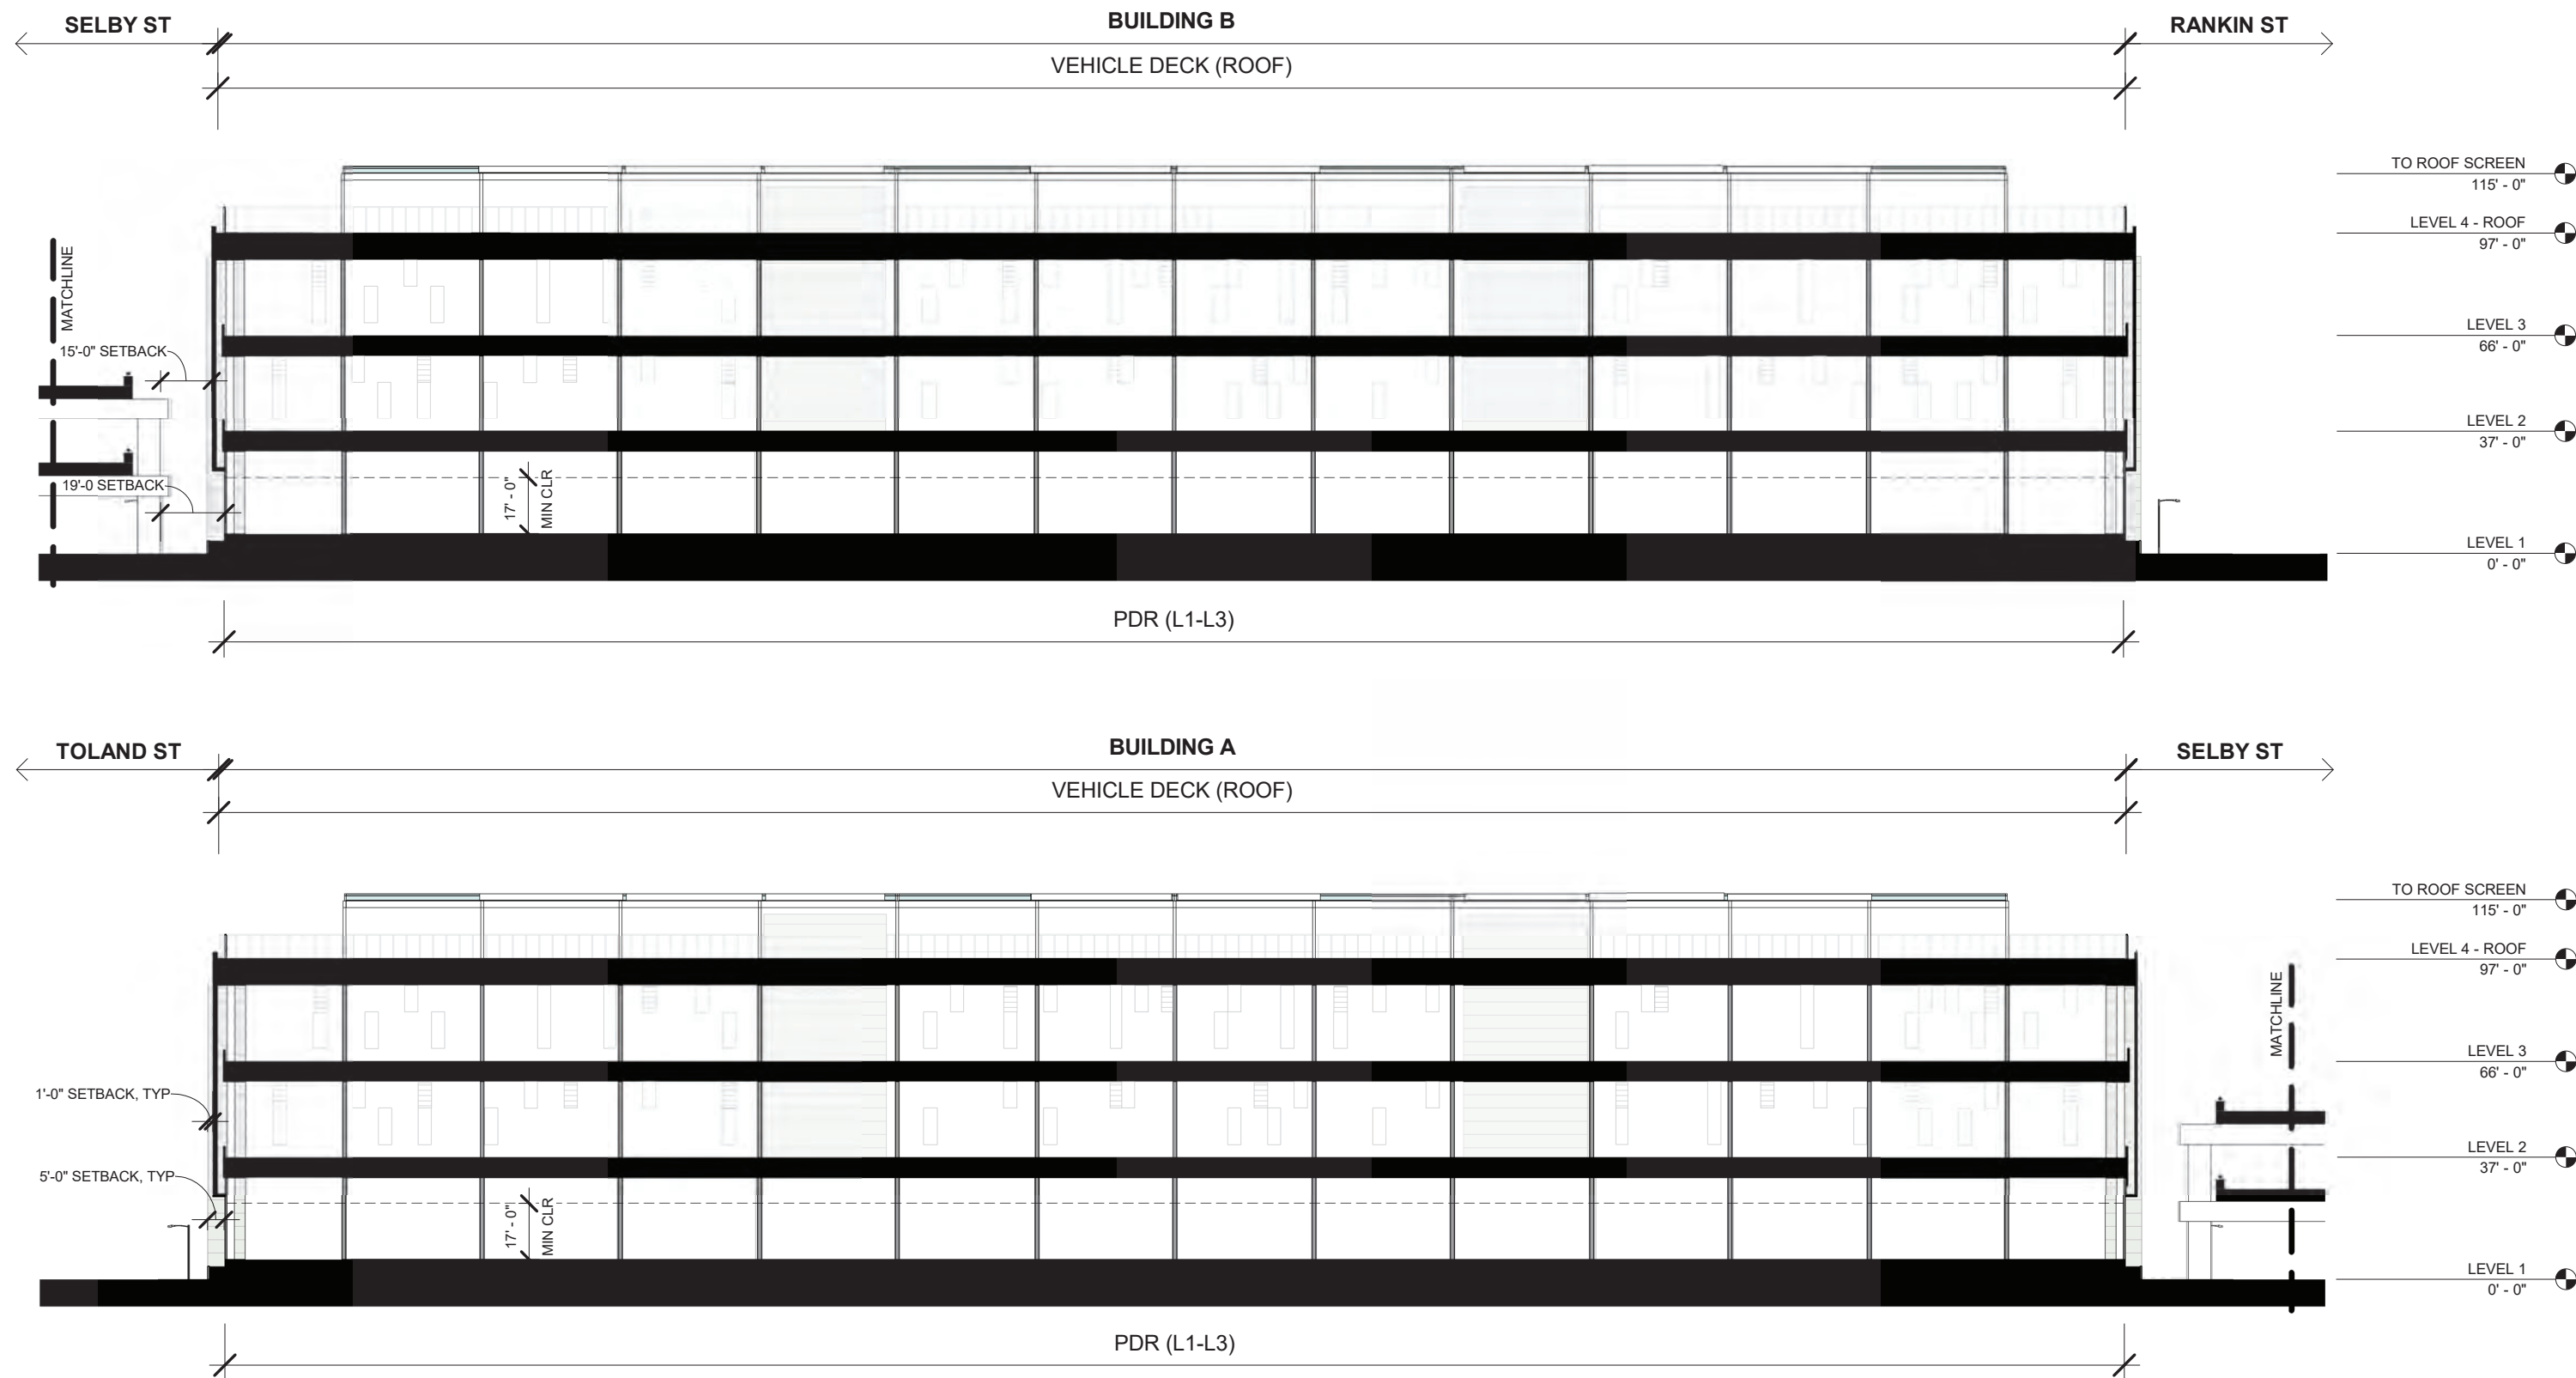 SELBY ST
BUILDING B
RANKIN ST
VEHICLE DECK (ROOF)
TO ROOF SCREEN
115' - 0"
LEVEL 4 - ROOF
97' - 0"
MATCHLINE
LEVEL 3
66' - 0"
15'-0" SETBACK
LEVEL 2
37' - 0"
19'-0 SETBACK
17' - 0"
MIN CLR
LEVEL 1
0' - 0"
PDR (L1-L3)
TOLAND ST
BUILDING A
SELBY ST
VEHICLE DECK (ROOF)
TO ROOF SCREEN
115' - 0"
LEVEL 4 - ROOF
97' - 0"
MATCHLINE
LEVEL 3
66' - 0"
1'-0" SETBACK, TYP
LEVEL 2
37' - 0"
5'-0" SETBACK, TYP
17' - 0"
MIN CLR
LEVEL 1
0' - 0"
PDR (L1-L3)